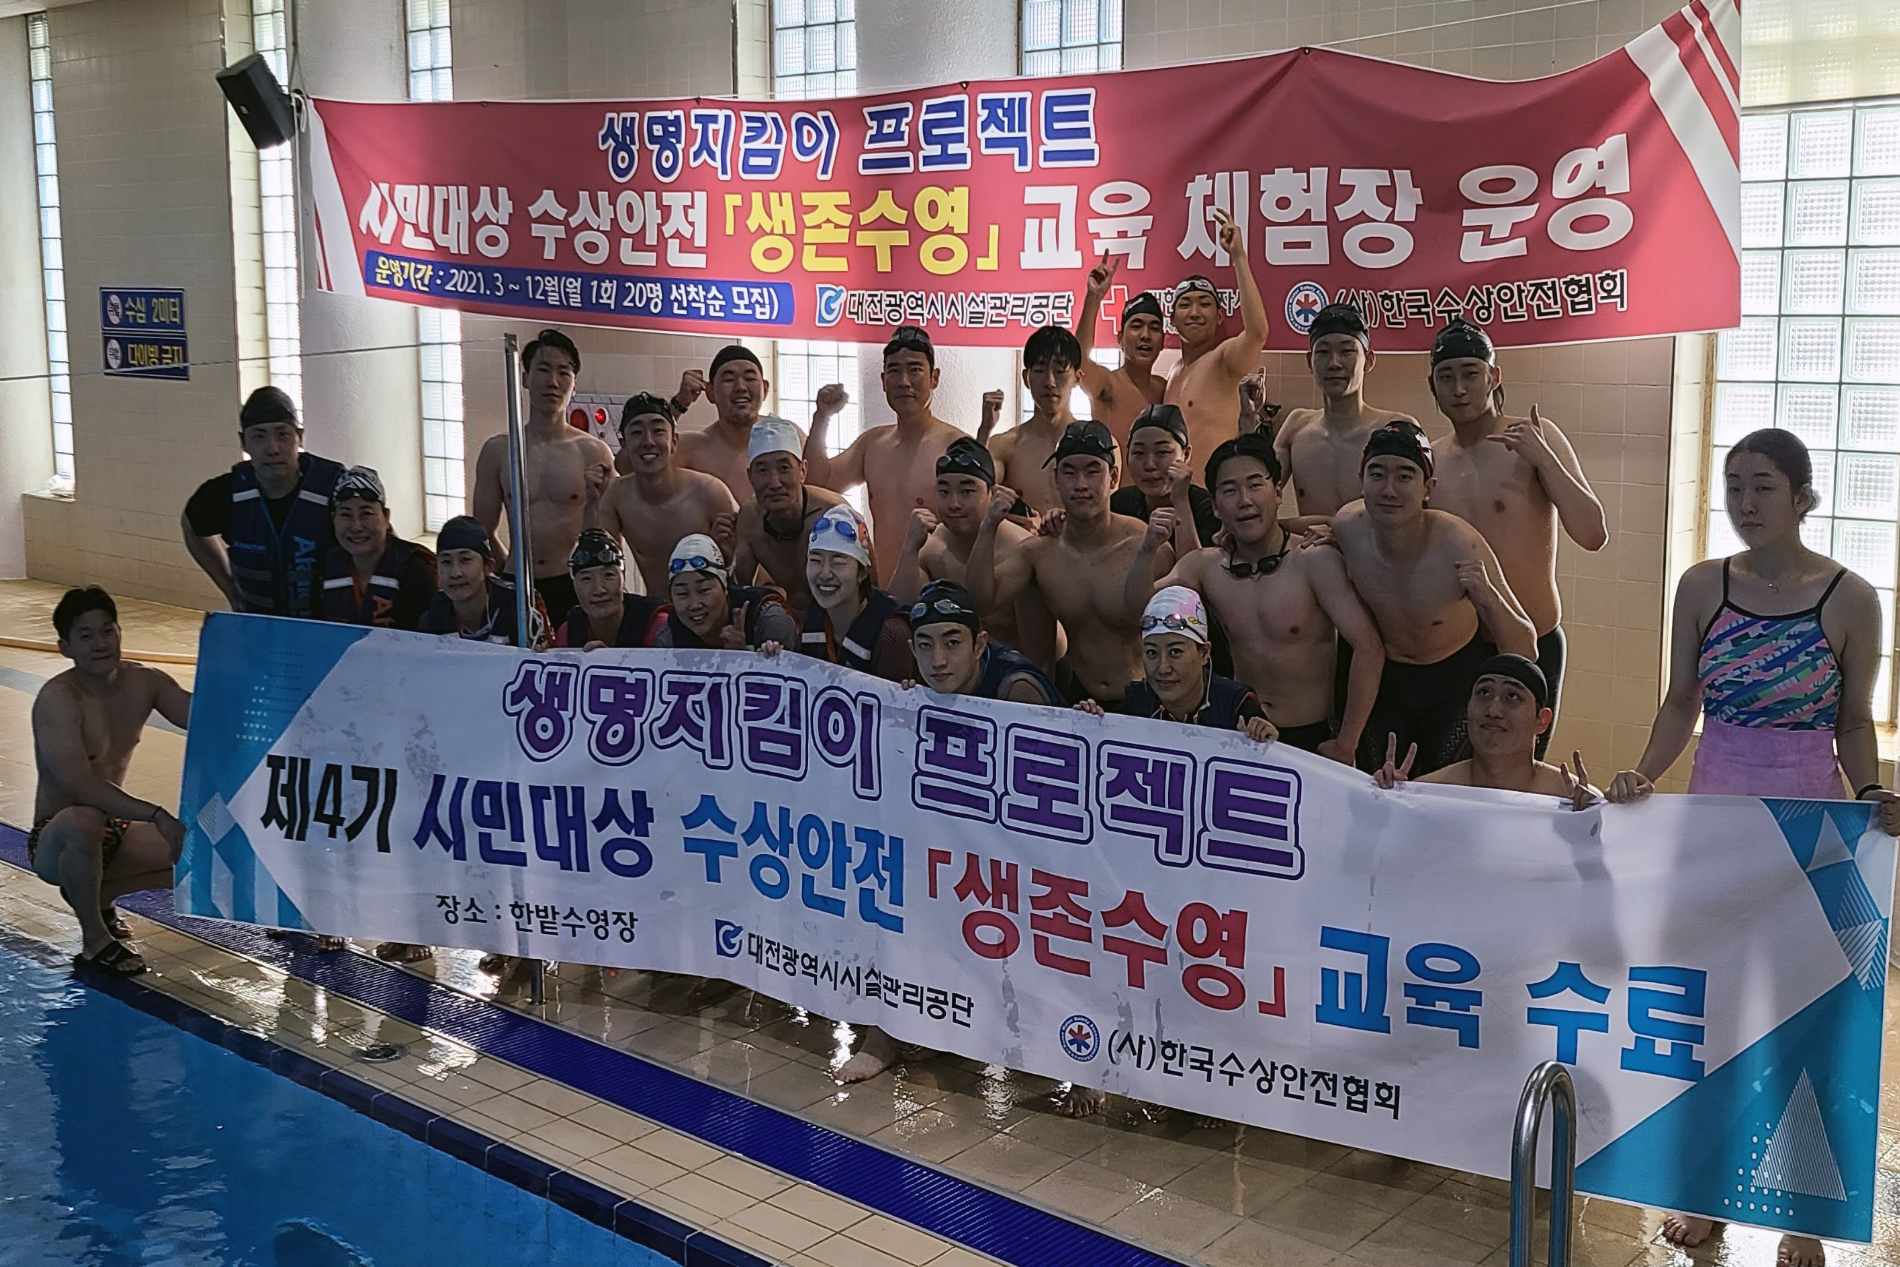 생명지킴이 프로젝트
시민대상 수상안전 「생존수영」 교육 체험장 운영
운영기간 : 2021. 3 ~ 12월(월 1회 20명 선착순 모집)
대전광역시시설관리공단
(사)한국수상안전협회
수심 2미터
다이빙 금지
생명지킴이 프로젝트
제4기 시민대상 수상안전 「생존수영」 교육 수료
장소 : 한밭수영장
대전광역시시설관리공단
(사)한국수상안전협회